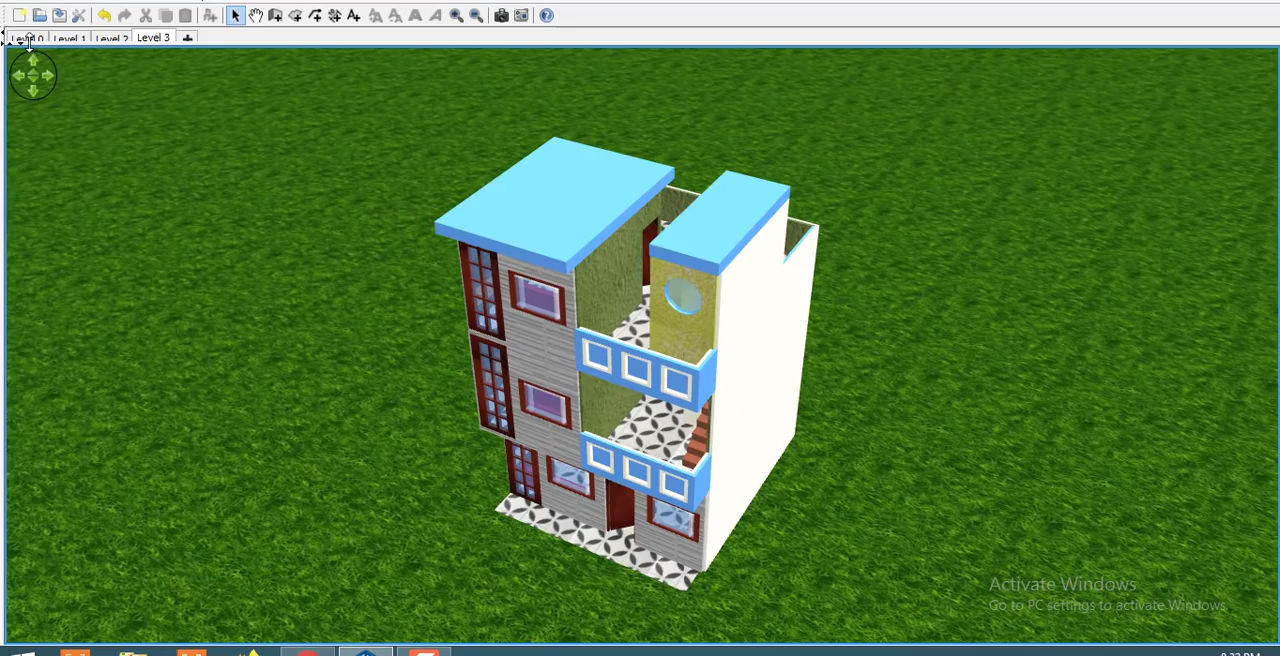 Level 0 Level 1 Level 2 Level 3
Activate Windows
Go to PC settings to activate Windows.